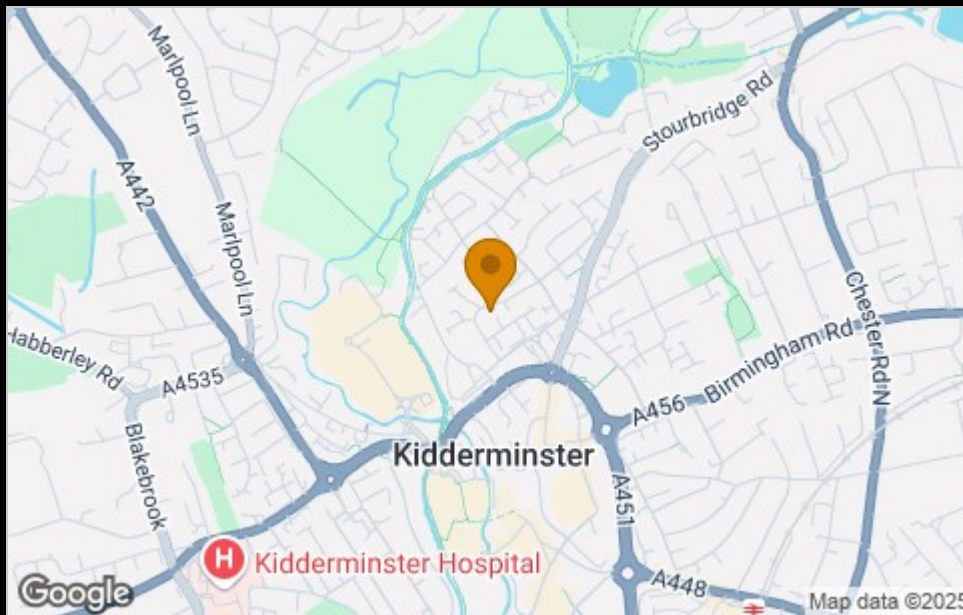 Marlpool Ln
A442
Marlpool Ln
Stourbridge Rd
Chester Rd N
Habberley Rd
A4535
Blakebrook
Birmingham Rd
A456
Kidderminster
A451
H
Kidderminster Hospital
A448
Google
Map data ©2025